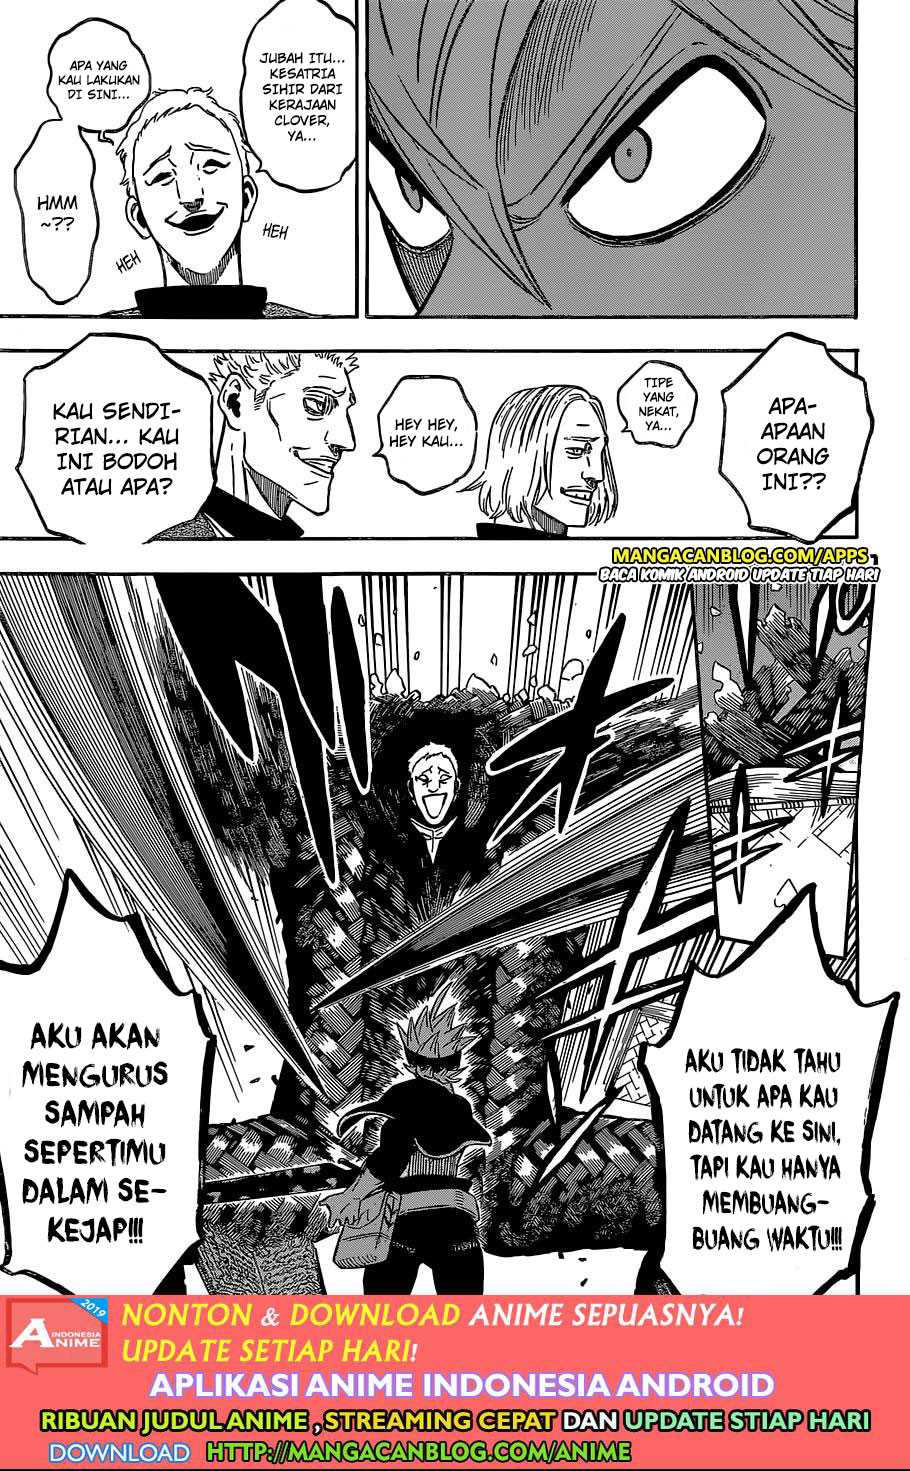 JUBAH ITU...
KESATRIA
SIHIR DARI
KERAJAAN
CLOVER,
YA...
APA YANG
KAU LAKUKAN
DI SINI...
HMM
~??
HEH
HEH
APA-
APAAN
ORANG
INI??
TIPE
YANG
NEKAT,
YA...
HEY HEY,
HEY KAU...
KAU SENDI-
RIAN... KAU
INI BODOH
ATAU APA?
MANGACANBLOG.COM/APPS
BACA KOMIK ANDROID UPDATE TIAP HARI
AKU TIDAK TAHU
UNTUK APA KAU
DATANG KE SINI,
TAPI KAU HANYA
MEMBUANG-
BUANG WAKTU!!!
AKU AKAN
MENGURUS
SAMPAH
SEPERTIMU
DALAM SE-
KEJAP!!!
2019
INDONESIA
ANIME
NONTON & DOWNLOAD ANIME SEPUASNYA!
UPDATE SETIAP HARI!
APLIKASI ANIME INDONESIA ANDROID
RIBUAN JUDUL ANIME , STREAMING CEPAT DAN UPDATE STIAP HARI
DOWNLOAD HTTP://MANGACANBLOG.COM/ANIME